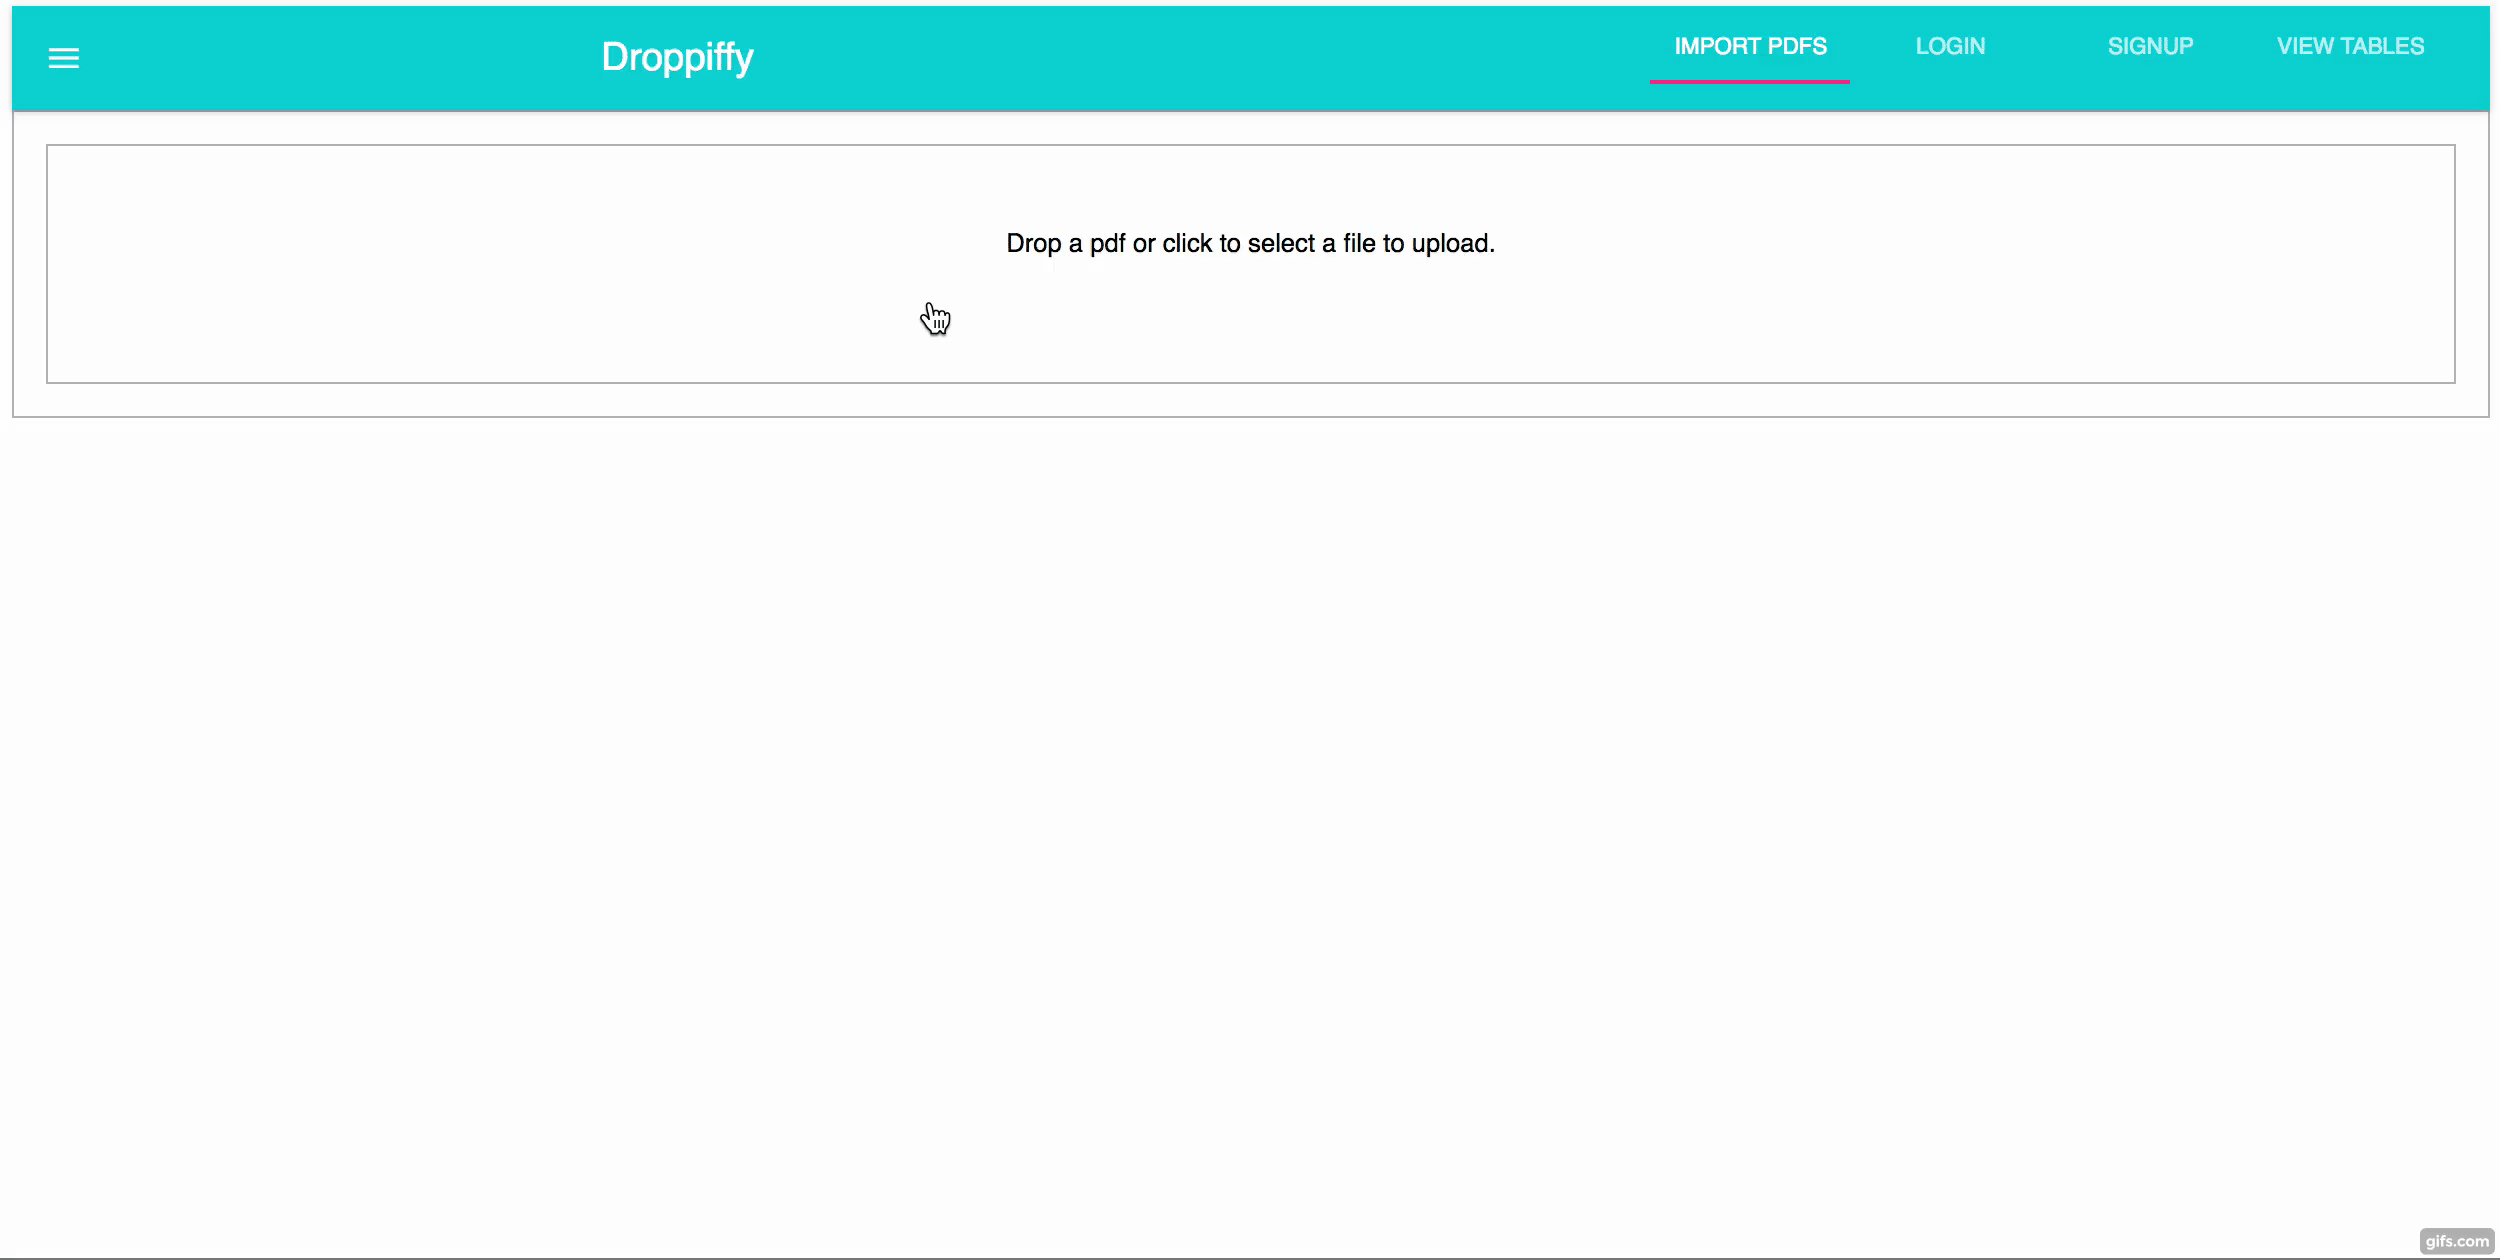 Droppiffy
IMPORT PDFS
LOGIN
SIGNUP
VIEW TABLES
Drop a pdf or click to select a file to upload.
gifs.com